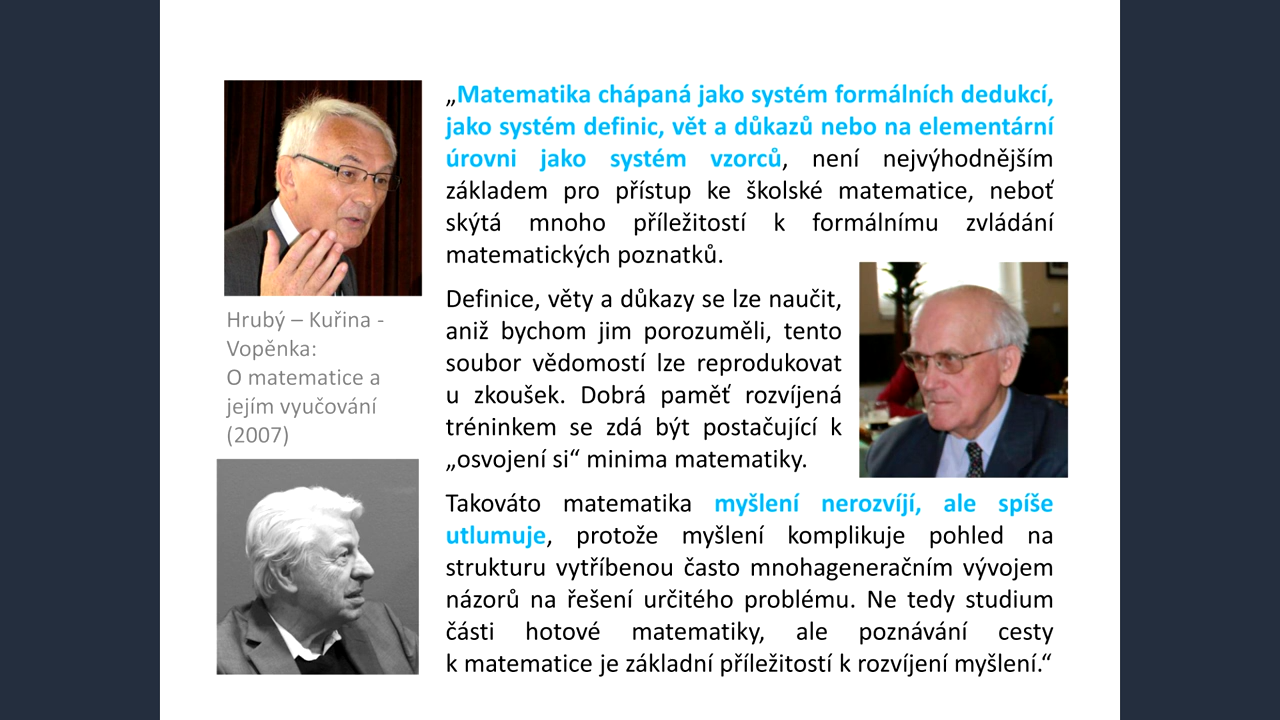 „Matematika chápaná jako systém formálních dedukcí,
jako systém definic, vět a důkazů nebo na elementární
úrovni jako systém vzorců, není nejvýhodnějším
základem pro přístup ke školské matematice, neboť
skýtá mnoho příležitostí k formálnímu zvládání
matematických poznatků.
Definice, věty a důkazy se lze naučit,
aniž bychom jim porozuměli, tento
soubor vědomostí lze reprodukovat
u zkoušek. Dobrá paměť rozvíjená
tréninkem se zdá být postačující k
„osvojení si“ minima matematiky.
Takováto matematika myšlení nerozvíjí, ale spíše
utlumuje, protože myšlení komplikuje pohled na
strukturu vytříbenou často mnohageneračním vývojem
názorů na řešení určitého problému. Ne tedy studium
části hotové matematiky, ale poznávání cesty
k matematice je základní příležitostí k rozvíjení myšlení.“
Hrubý – Kuřina -
Vopěnka:
O matematice a
jejím vyučování
(2007)